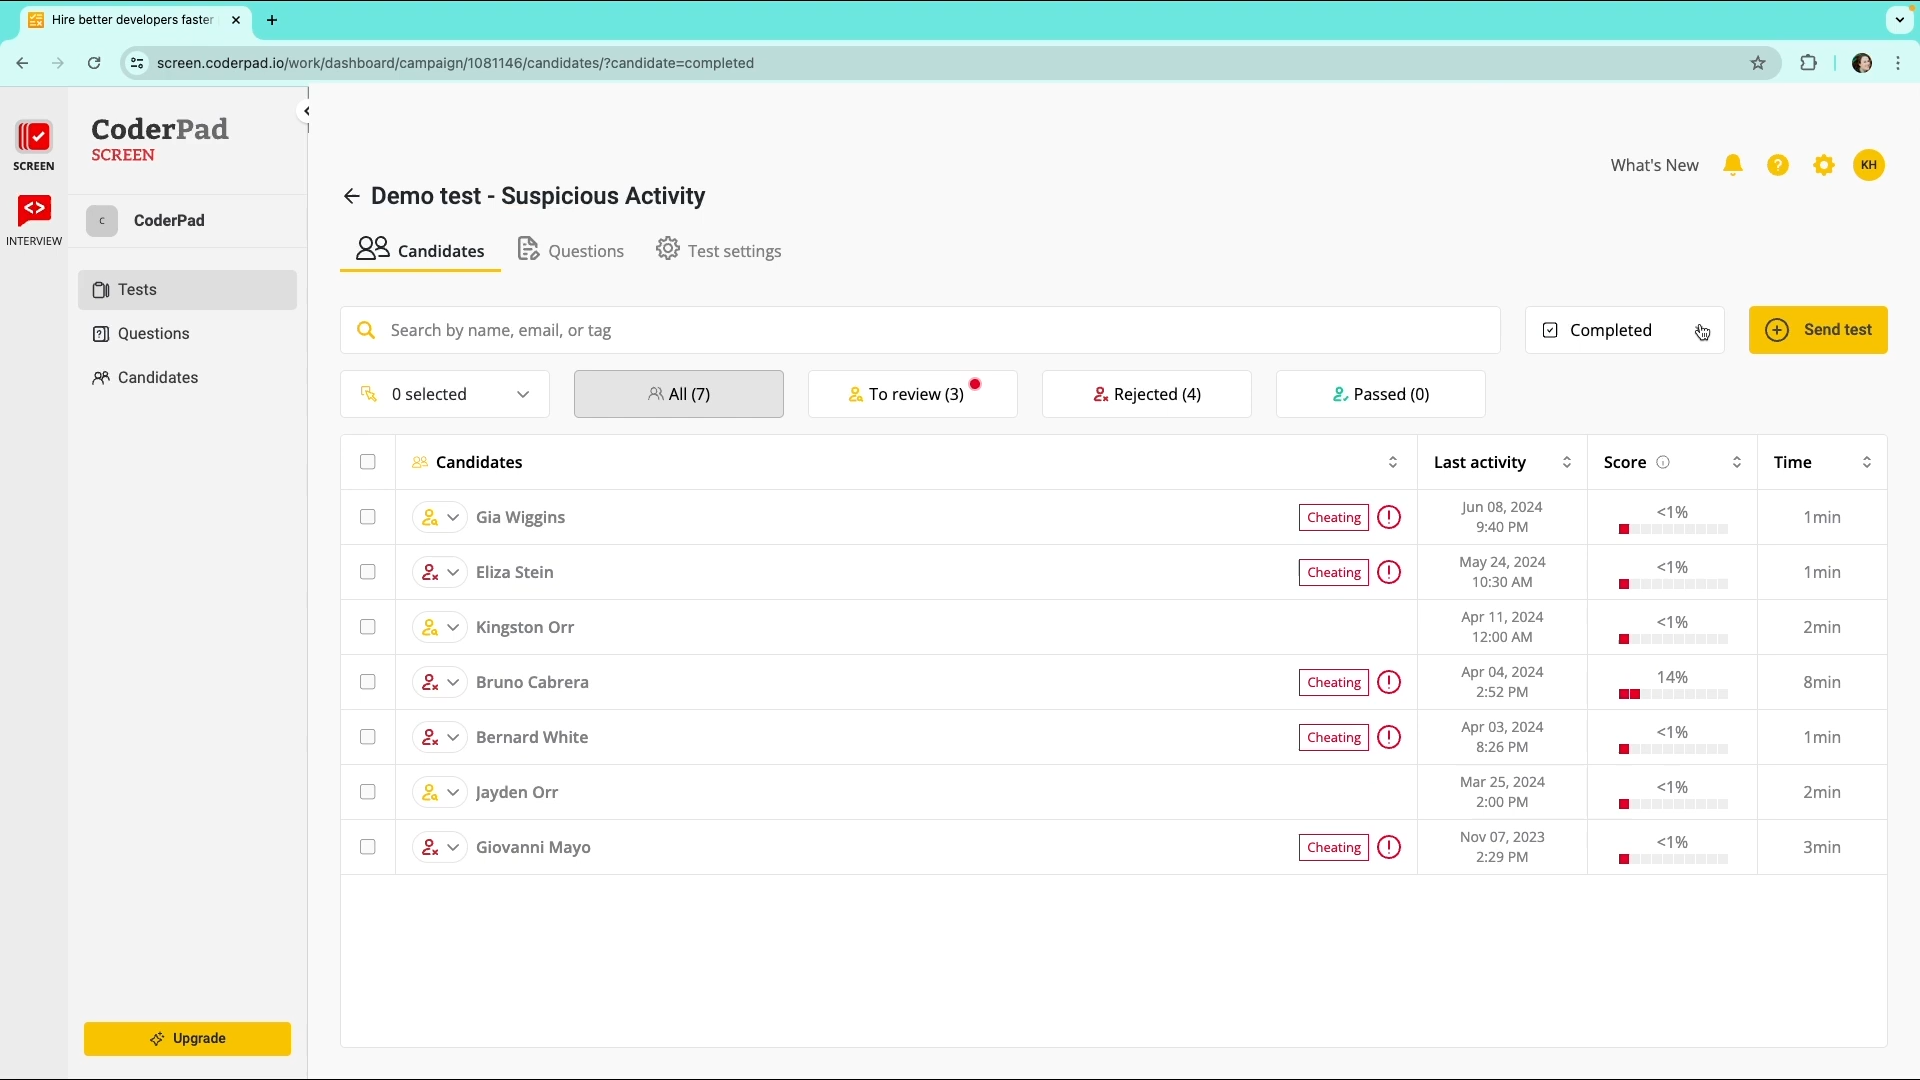 Hire better developers faster
screen.coderpad.io/work/dashboard/campaign/1081146/candidates/?candidate=completed
SCREEN
INTERVIEW
CoderPad
SCREEN
C
CoderPad
Tests
Questions
Candidates
Upgrade
What's New
?
KH
Demo test - Suspicious Activity
Candidates
Questions
Test settings
Search by name, email, or tag
Completed
Send test
0 selected
All (7)
To review (3)
Rejected (4)
Passed (0)
Candidates
Last activity
Score
Time
Gia Wiggins
Cheating
Jun 08, 2024
9:40 PM
<1%
1min
Eliza Stein
Cheating
May 24, 2024
10:30 AM
<1%
1min
Kingston Orr
Apr 11, 2024
12:00 AM
<1%
2min
Bruno Cabrera
Cheating
Apr 04, 2024
2:52 PM
14%
8min
Bernard White
Cheating
Apr 03, 2024
8:26 PM
<1%
1min
Jayden Orr
Mar 25, 2024
2:00 PM
<1%
2min
Giovanni Mayo
Cheating
Nov 07, 2023
2:29 PM
<1%
3min